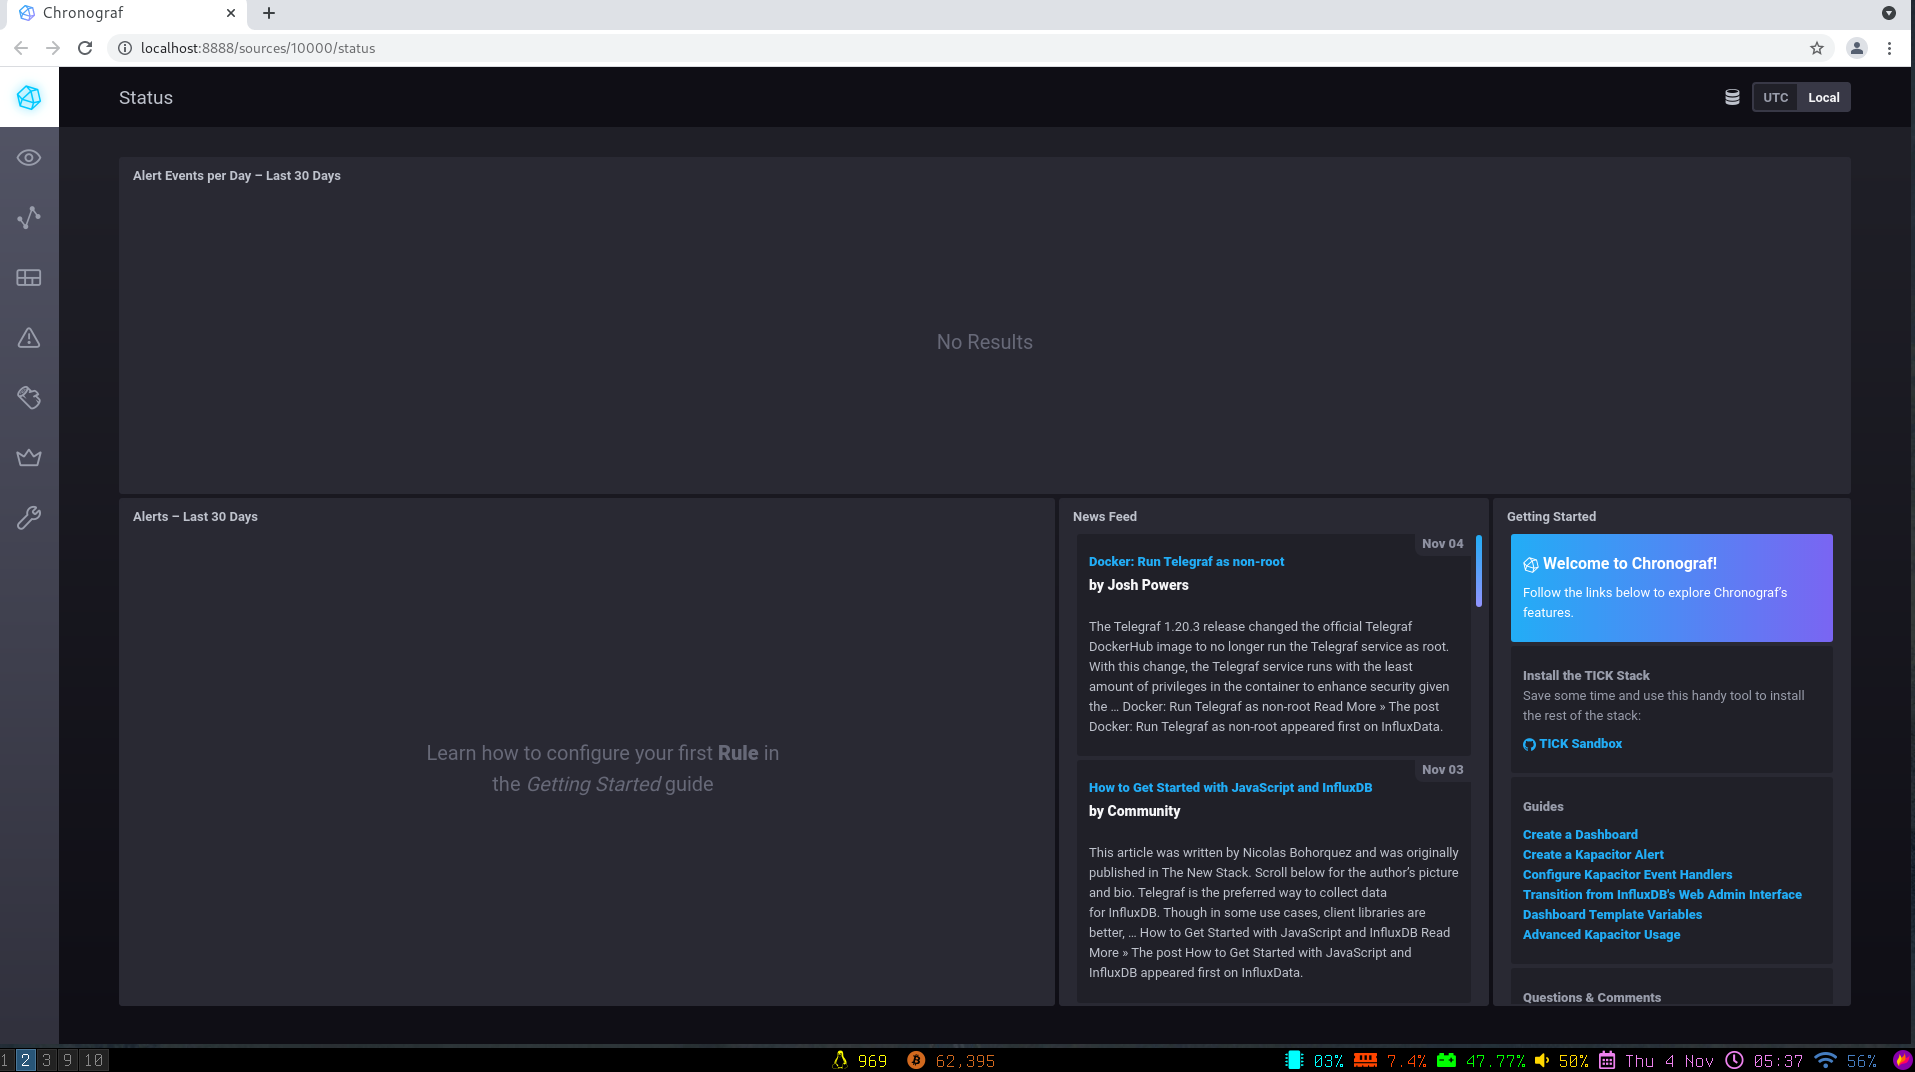 Chronograf
localhost:8888/sources/10000/status
Status
UTC Local
Alert Events per Day – Last 30 Days
No Results
Alerts – Last 30 Days
Learn how to configure your first Rule in
the Getting Started guide
News Feed
Nov 04
Docker: Run Telegraf as non-root
by Josh Powers
The Telegraf 1.20.3 release changed the official Telegraf
DockerHub image to no longer run the Telegraf service as root.
With this change, the Telegraf service runs with the least
amount of privileges in the container to enhance security given
the … Docker: Run Telegraf as non-root Read More » The post
Docker: Run Telegraf as non-root appeared first on InfluxData.
Nov 03
How to Get Started with JavaScript and InfluxDB
by Community
This article was written by Nicolas Bohorquez and was originally
published in The New Stack. Scroll below for the author’s picture
and bio. Telegraf is the preferred way to collect data
for InfluxDB. Though in some use cases, client libraries are
better, … How to Get Started with JavaScript and InfluxDB Read
More » The post How to Get Started with JavaScript and
InfluxDB appeared first on InfluxData.
Getting Started
Welcome to Chronograf!
Follow the links below to explore Chronograf’s
features.
Install the TICK Stack
Save some time and use this handy tool to install
the rest of the stack:
TICK Sandbox
Guides
Create a Dashboard
Create a Kapacitor Alert
Configure Kapacitor Event Handlers
Transition from InfluxDB's Web Admin Interface
Dashboard Template Variables
Advanced Kapacitor Usage
Questions & Comments
1 2 3 9 10 969 62,395 03% 7.4% 47.77% 50% Thu 4 Nov 05:37 56%